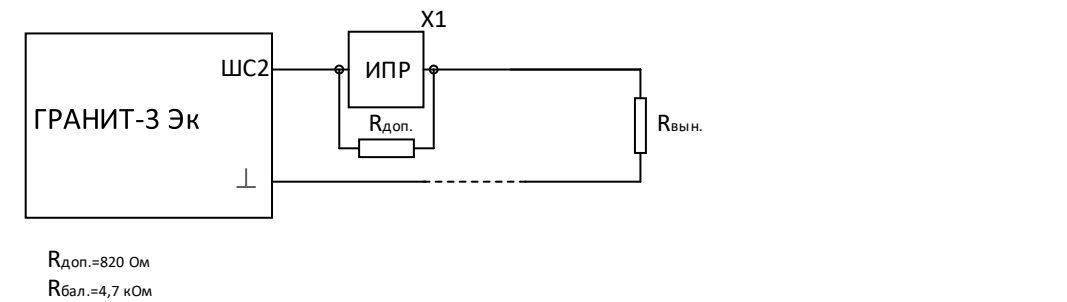 X1
ШС2
ИПР
ГРАНИТ-3 Эк
Rдоп.
Rвын.
⊥
Rдоп.=820 Ом
Rбал.=4,7 кОм